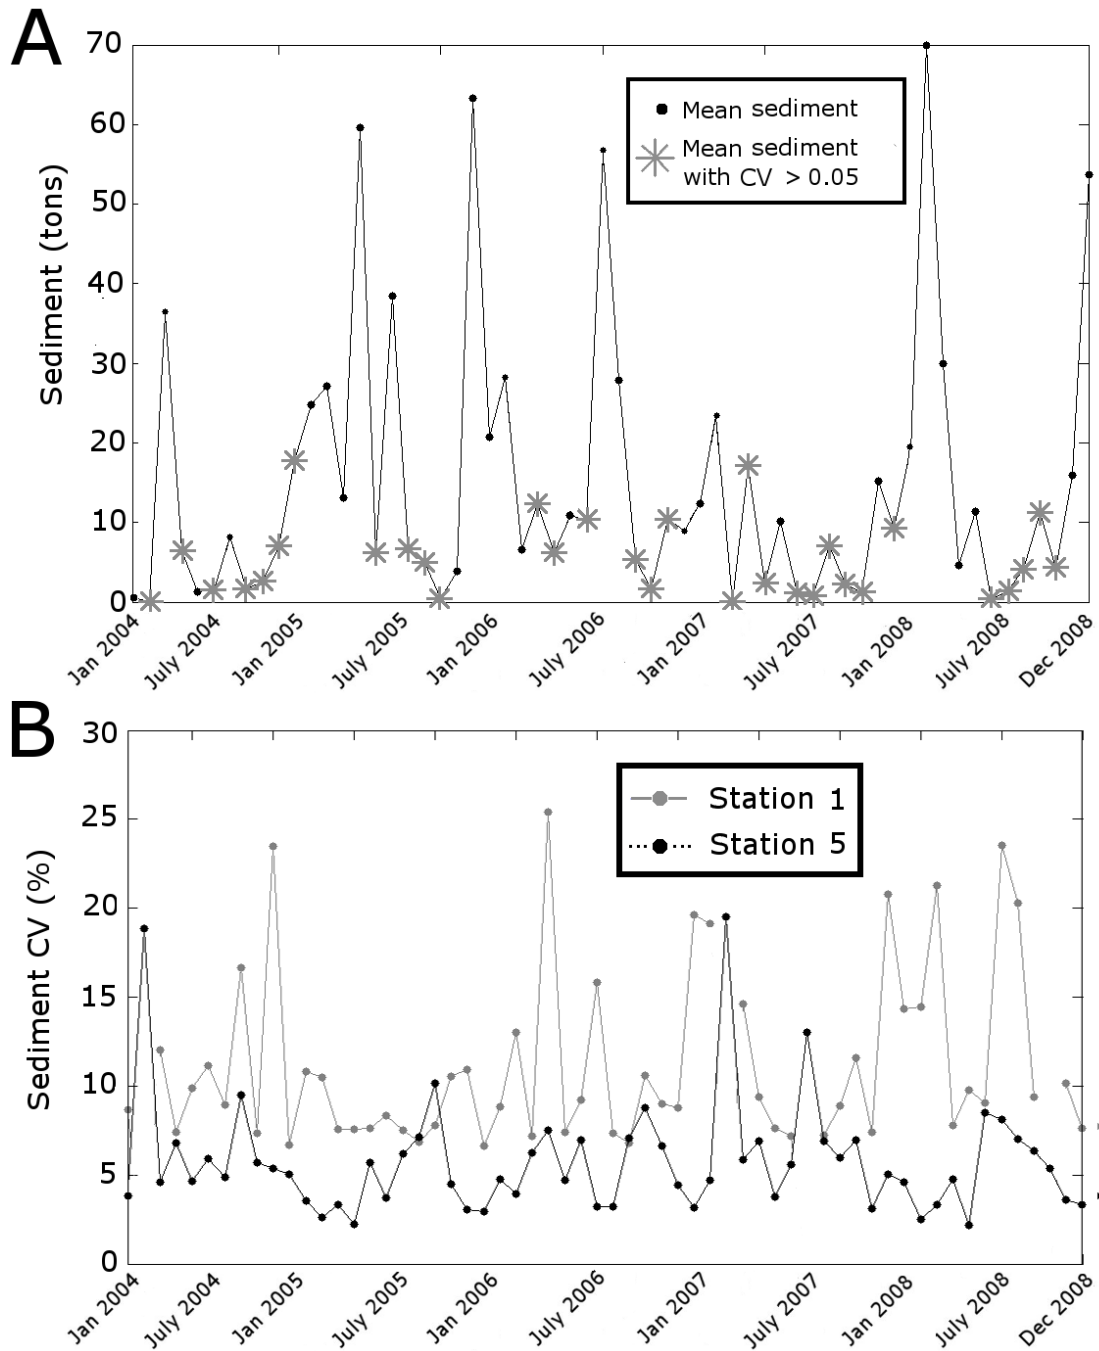 A
70
60
50
40
30
20
10
0
Sediment (tons)
Mean sediment
Mean sediment
with CV > 0.05
Jan 2004
July 2004
Jan 2005
July 2005
Jan 2006
July 2006
Jan 2007
July 2007
Jan 2008
July 2008
Dec 2008
B
30
25
20
15
10
5
0
Sediment CV (%)
Station 1
Station 5
Jan 2004
July 2004
Jan 2005
July 2005
Jan 2006
July 2006
Jan 2007
July 2007
Jan 2008
July 2008
Dec 2008